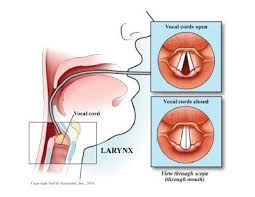 Vocal cords open
Vocal cord
Vocal cords closed
LARYNX
View through scope
(through mouth)